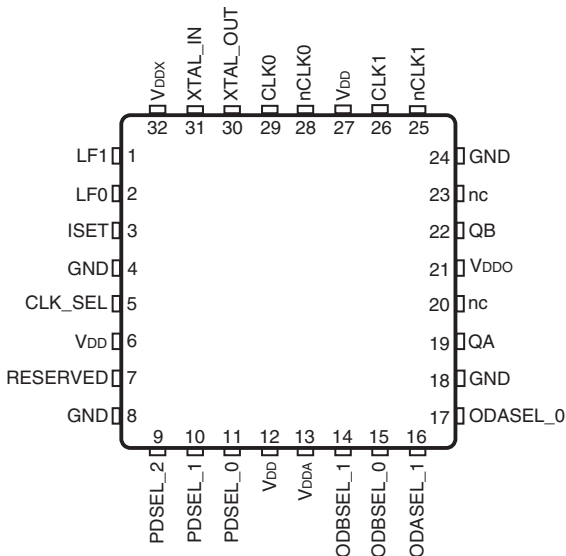 VDDX
XTAL_IN
XTAL_OUT
CLK0
nCLK0
VDD
CLK1
nCLK1
32 31 30 29 28 27 26 25
LF1 1
LF0 2
ISET 3
GND 4
CLK_SEL 5
VDD 6
RESERVED 7
GND 8
24 GND
23 nc
22 QB
21 VDDO
20 nc
19 QA
18 GND
17 ODASEL_0
9 10 11 12 13 14 15 16
PDSEL_2
PDSEL_1
PDSEL_0
VDD
VDDA
ODBSEL_1
ODBSEL_0
ODASEL_1